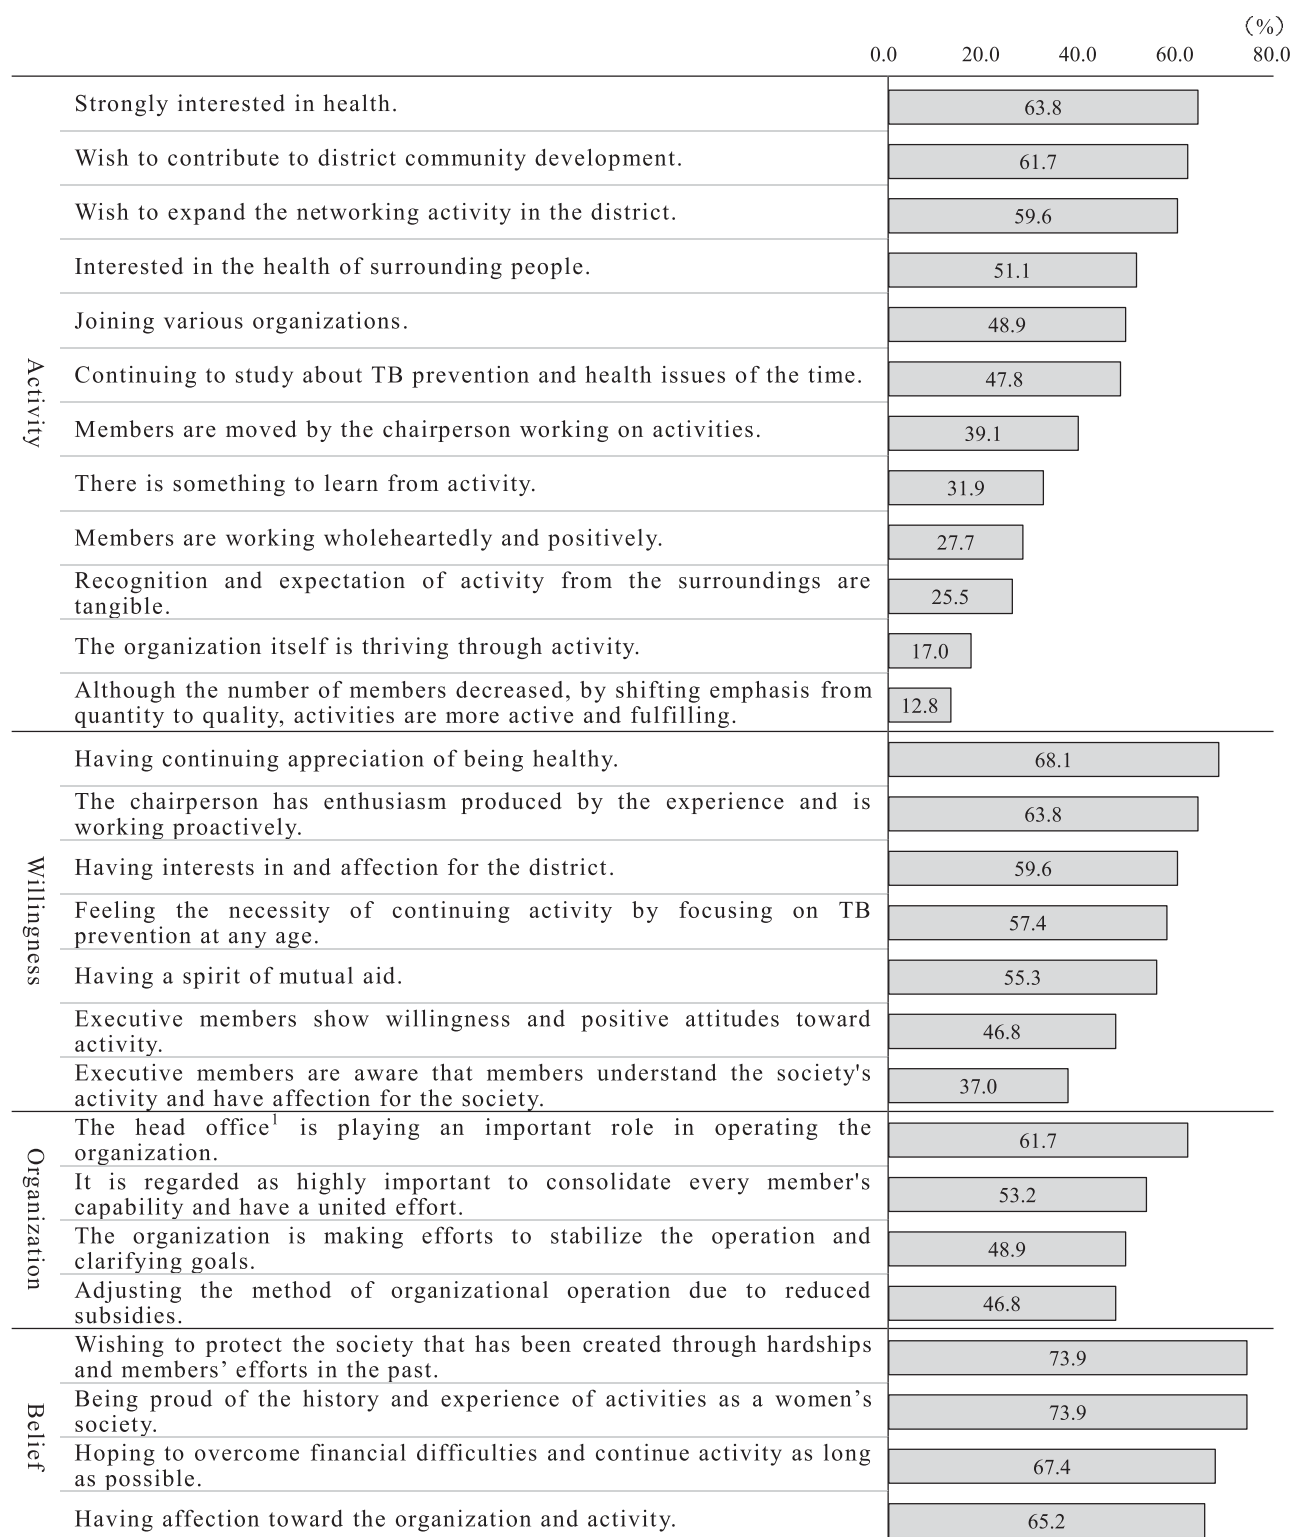 (%)
0.0 20.0 40.0 60.0 80.0
Activity
Strongly interested in health. 63.8
Wish to contribute to district community development. 61.7
Wish to expand the networking activity in the district. 59.6
Interested in the health of surrounding people. 51.1
Joining various organizations. 48.9
Continuing to study about TB prevention and health issues of the time. 47.8
Members are moved by the chairperson working on activities. 39.1
There is something to learn from activity. 31.9
Members are working wholeheartedly and positively. 27.7
Recognition and expectation of activity from the surroundings are
tangible. 25.5
The organization itself is thriving through activity. 17.0
Although the number of members decreased, by shifting emphasis from
quantity to quality, activities are more active and fulfilling. 12.8
Willingness
Having continuing appreciation of being healthy. 68.1
The chairperson has enthusiasm produced by the experience and is
working proactively. 63.8
Having interests in and affection for the district. 59.6
Feeling the necessity of continuing activity by focusing on TB
prevention at any age. 57.4
Having a spirit of mutual aid. 55.3
Executive members show willingness and positive attitudes toward
activity. 46.8
Executive members are aware that members understand the society's
activity and have affection for the society. 37.0
Organization
The head office1 is playing an important role in operating the
organization. 61.7
It is regarded as highly important to consolidate every member's
capability and have a united effort. 53.2
The organization is making efforts to stabilize the operation and
clarifying goals. 48.9
Adjusting the method of organizational operation due to reduced
subsidies. 46.8
Belief
Wishing to protect the society that has been created through hardships
and members’ efforts in the past. 73.9
Being proud of the history and experience of activities as a women’s
society. 73.9
Hoping to overcome financial difficulties and continue activity as long
as possible. 67.4
Having affection toward the organization and activity. 65.2